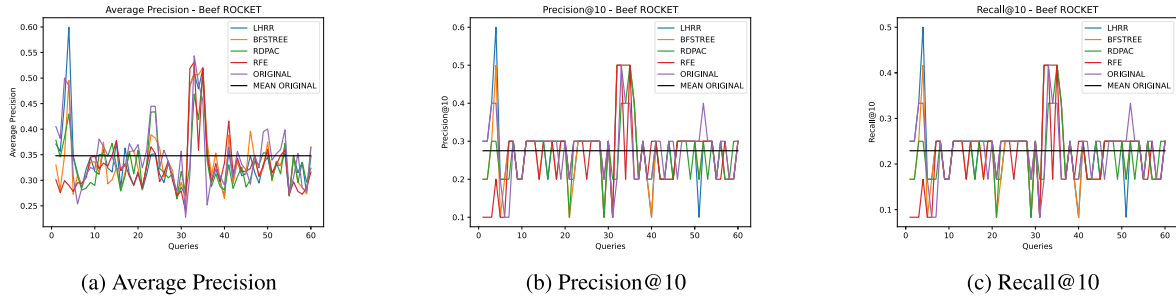 Average Precision - Beef ROCKET
0.60
0.55
0.50
0.45
0.40
0.35
0.30
0.25
Average Precision
LHRR
BFSTREE
RDPAC
RFE
ORIGINAL
MEAN ORIGINAL
0 10 20 30 40 50 60
Queries
(a) Average Precision
Precision@10 - Beef ROCKET
0.6
0.5
0.4
0.3
0.2
0.1
Precision@10
LHRR
BFSTREE
RDPAC
RFE
ORIGINAL
MEAN ORIGINAL
0 10 20 30 40 50 60
Queries
(b) Precision@10
Recall@10 - Beef ROCKET
0.5
0.4
0.3
0.2
0.1
Recall@10
LHRR
BFSTREE
RDPAC
RFE
ORIGINAL
MEAN ORIGINAL
0 10 20 30 40 50 60
Queries
(c) Recall@10